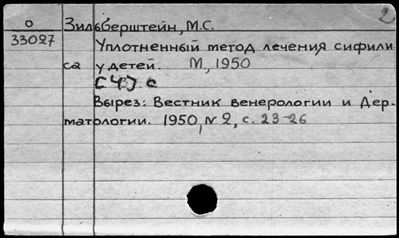 2
О Зильберштейн, М.С.
33027 Уплотненный метод лечения сифили
са у детей. М, 1950
[4] с
Вырез: Вестник венерологии и Дер-
матологии. 1950, № 2, с. 23-26